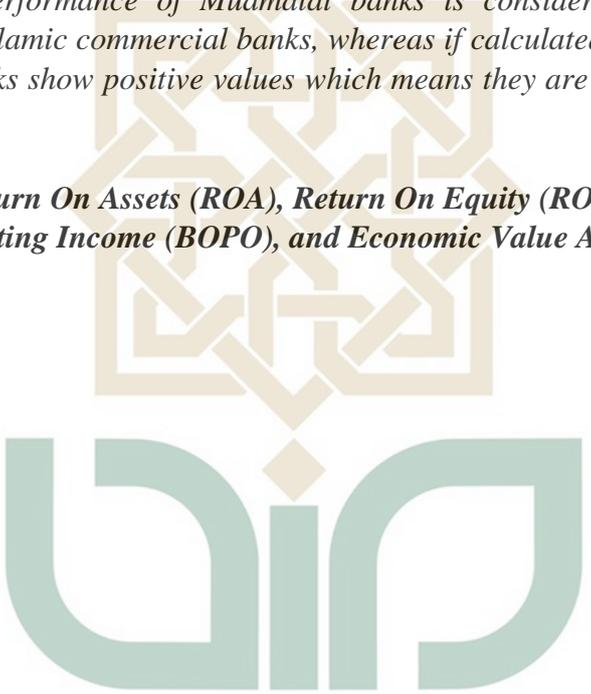 erformance of Muamalat banks is consider
lamic commercial banks, whereas if calculated
ks show positive values which means they are
urn On Assets (ROA), Return On Equity (RO
ting Income (BOPO), and Economic Value A